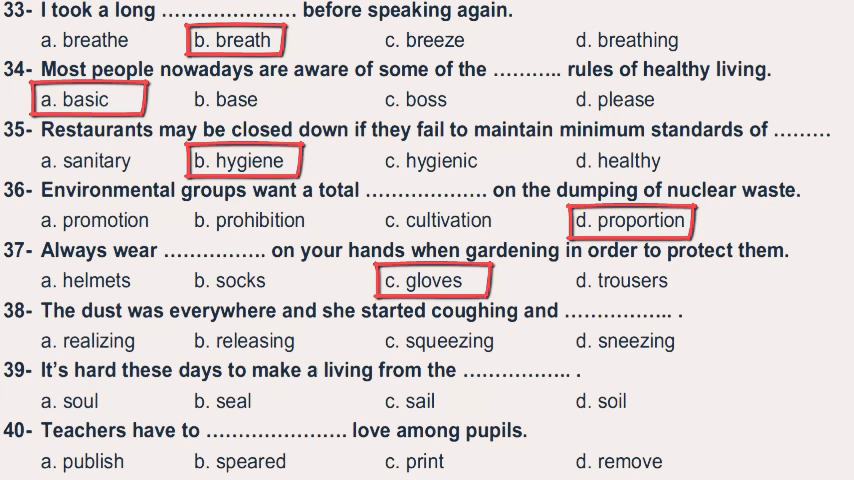 33- I took a long ………………… before speaking again.
a. breathe b. breath c. breeze d. breathing
34- Most people nowadays are aware of some of the ……….. rules of healthy living.
a. basic b. base c. boss d. please
35- Restaurants may be closed down if they fail to maintain minimum standards of ………
a. sanitary b. hygiene c. hygienic d. healthy
36- Environmental groups want a total ……………… on the dumping of nuclear waste.
a. promotion b. prohibition c. cultivation d. proportion
37- Always wear ……………. on your hands when gardening in order to protect them.
a. helmets b. socks c. gloves d. trousers
38- The dust was everywhere and she started coughing and …………….. .
a. realizing b. releasing c. squeezing d. sneezing
39- It’s hard these days to make a living from the …………….. .
a. soul b. seal c. sail d. soil
40- Teachers have to …………………. love among pupils.
a. publish b. speared c. print d. remove